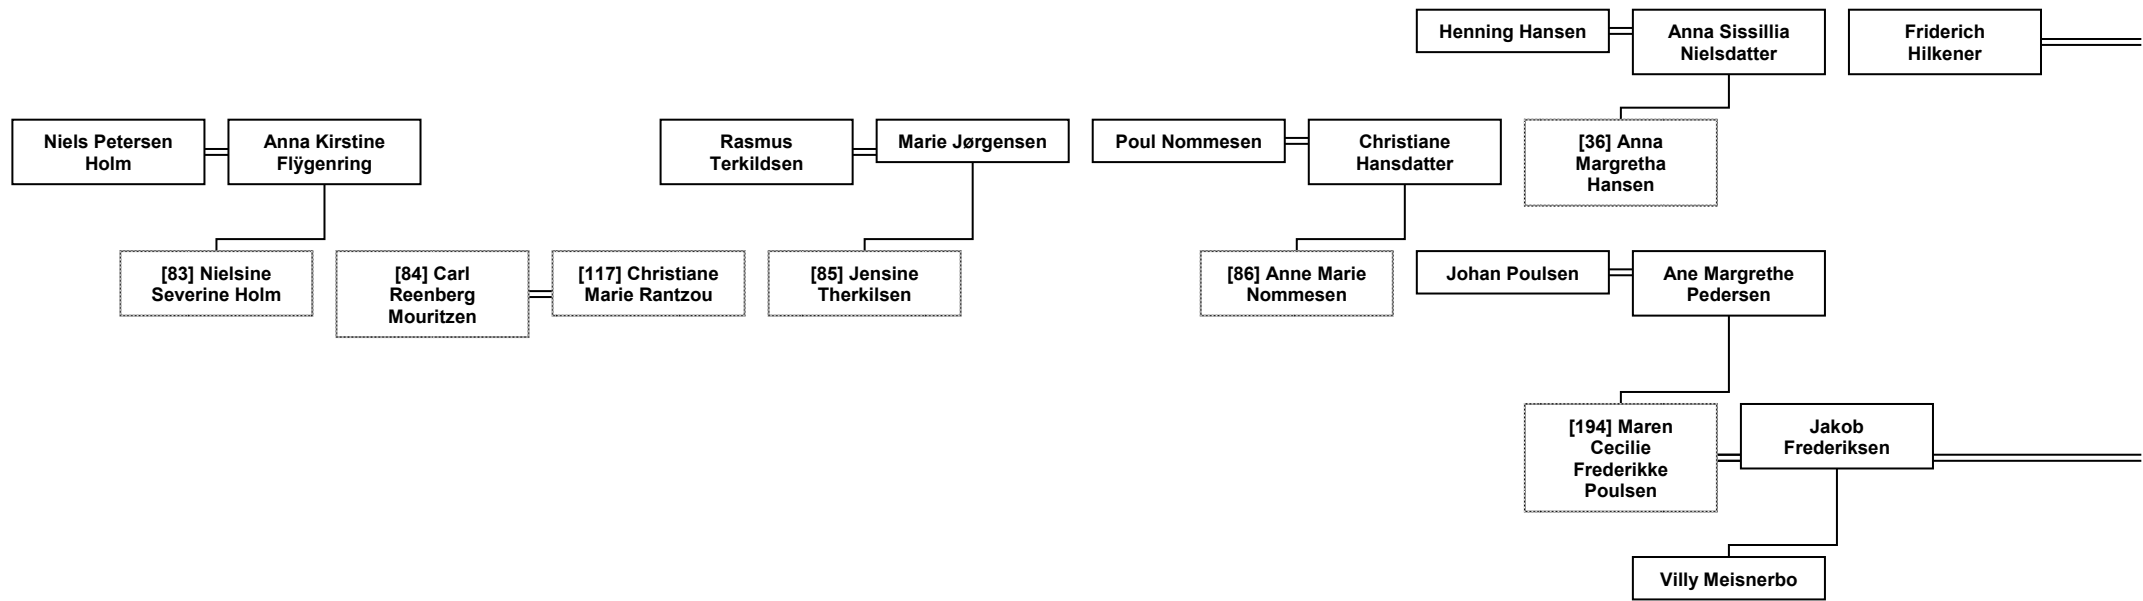 Henning Hansen
Anna Sissillia
Nielsdatter
Friderich
Hilkener
Niels Petersen
Holm
Anna Kirstine
Flÿgenring
Rasmus
Terkildsen
Marie Jørgensen
Poul Nommesen
Christiane
Hansdatter
[36] Anna
Margretha
Hansen
[83] Nielsine
Severine Holm
[84] Carl
Reenberg
Mouritzen
[117] Christiane
Marie Rantzou
[85] Jensine
Therkilsen
[86] Anne Marie
Nommesen
Johan Poulsen
Ane Margrethe
Pedersen
[194] Maren
Cecilie
Frederikke
Poulsen
Jakob
Frederiksen
Villy Meisnerbo